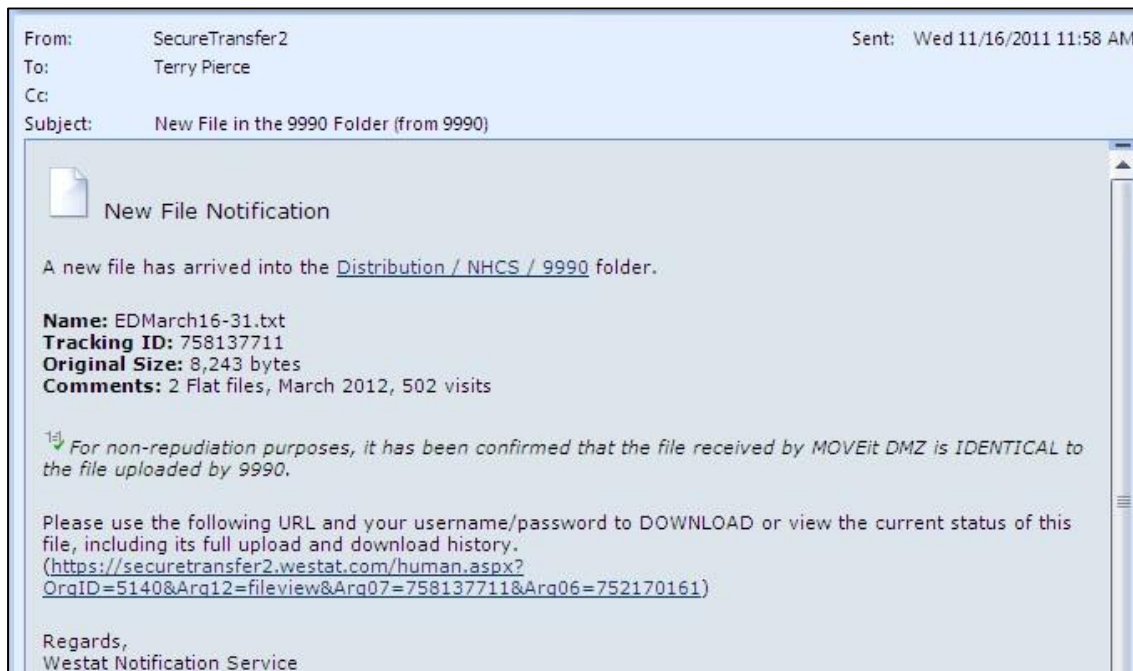 From: SecureTransfer2 Sent: Wed 11/16/2011 11:58 AM
To: Terry Pierce
Cc:
Subject: New File in the 9990 Folder (from 9990)
New File Notification
A new file has arrived into the Distribution / NHCS / 9990 folder.
Name: EDMarch16-31.txt
Tracking ID: 758137711
Original Size: 8,243 bytes
Comments: 2 Flat files, March 2012, 502 visits
For non-repudiation purposes, it has been confirmed that the file received by MOVEit DMZ is IDENTICAL to
the file uploaded by 9990.
Please use the following URL and your username/password to DOWNLOAD or view the current status of this
file, including its full upload and download history.
(https://securetransfer2.westat.com/human.aspx?
OrgID=5140&Arg12=fileview&Arg07=758137711&Arg06=752170161)
Regards,
Westat Notification Service